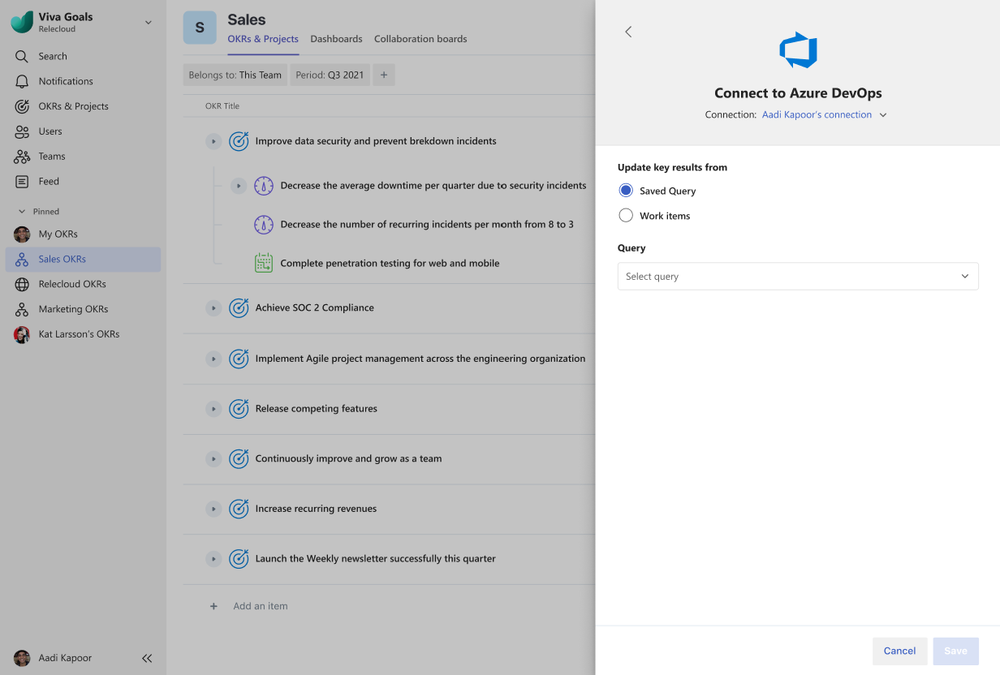 Viva Goals
Relecloud
Search
Notifications
OKRs & Projects
Users
Teams
Feed
Pinned
My OKRs
Sales OKRs
Relecloud OKRs
Marketing OKRs
Kat Larsson's OKRs
Aadi Kapoor
S
Sales
OKRs & Projects Dashboards Collaboration boards
Belongs to: This Team Period: Q3 2021 +
OKR Title
Improve data security and prevent brekdown incidents
Decrease the average downtime per quarter due to security incidents
Decrease the number of recurring incidents per month from 8 to 3
Complete penetration testing for web and mobile
Achieve SOC 2 Compliance
Implement Agile project management across the engineering organization
Release competing features
Continuously improve and grow as a team
Increase recurring revenues
Launch the Weekly newsletter successfully this quarter
+ Add an item
Connect to Azure DevOps
Connection: Aadi Kapoor's connection
Update key results from
Saved Query
Work items
Query
Select query
Cancel Save